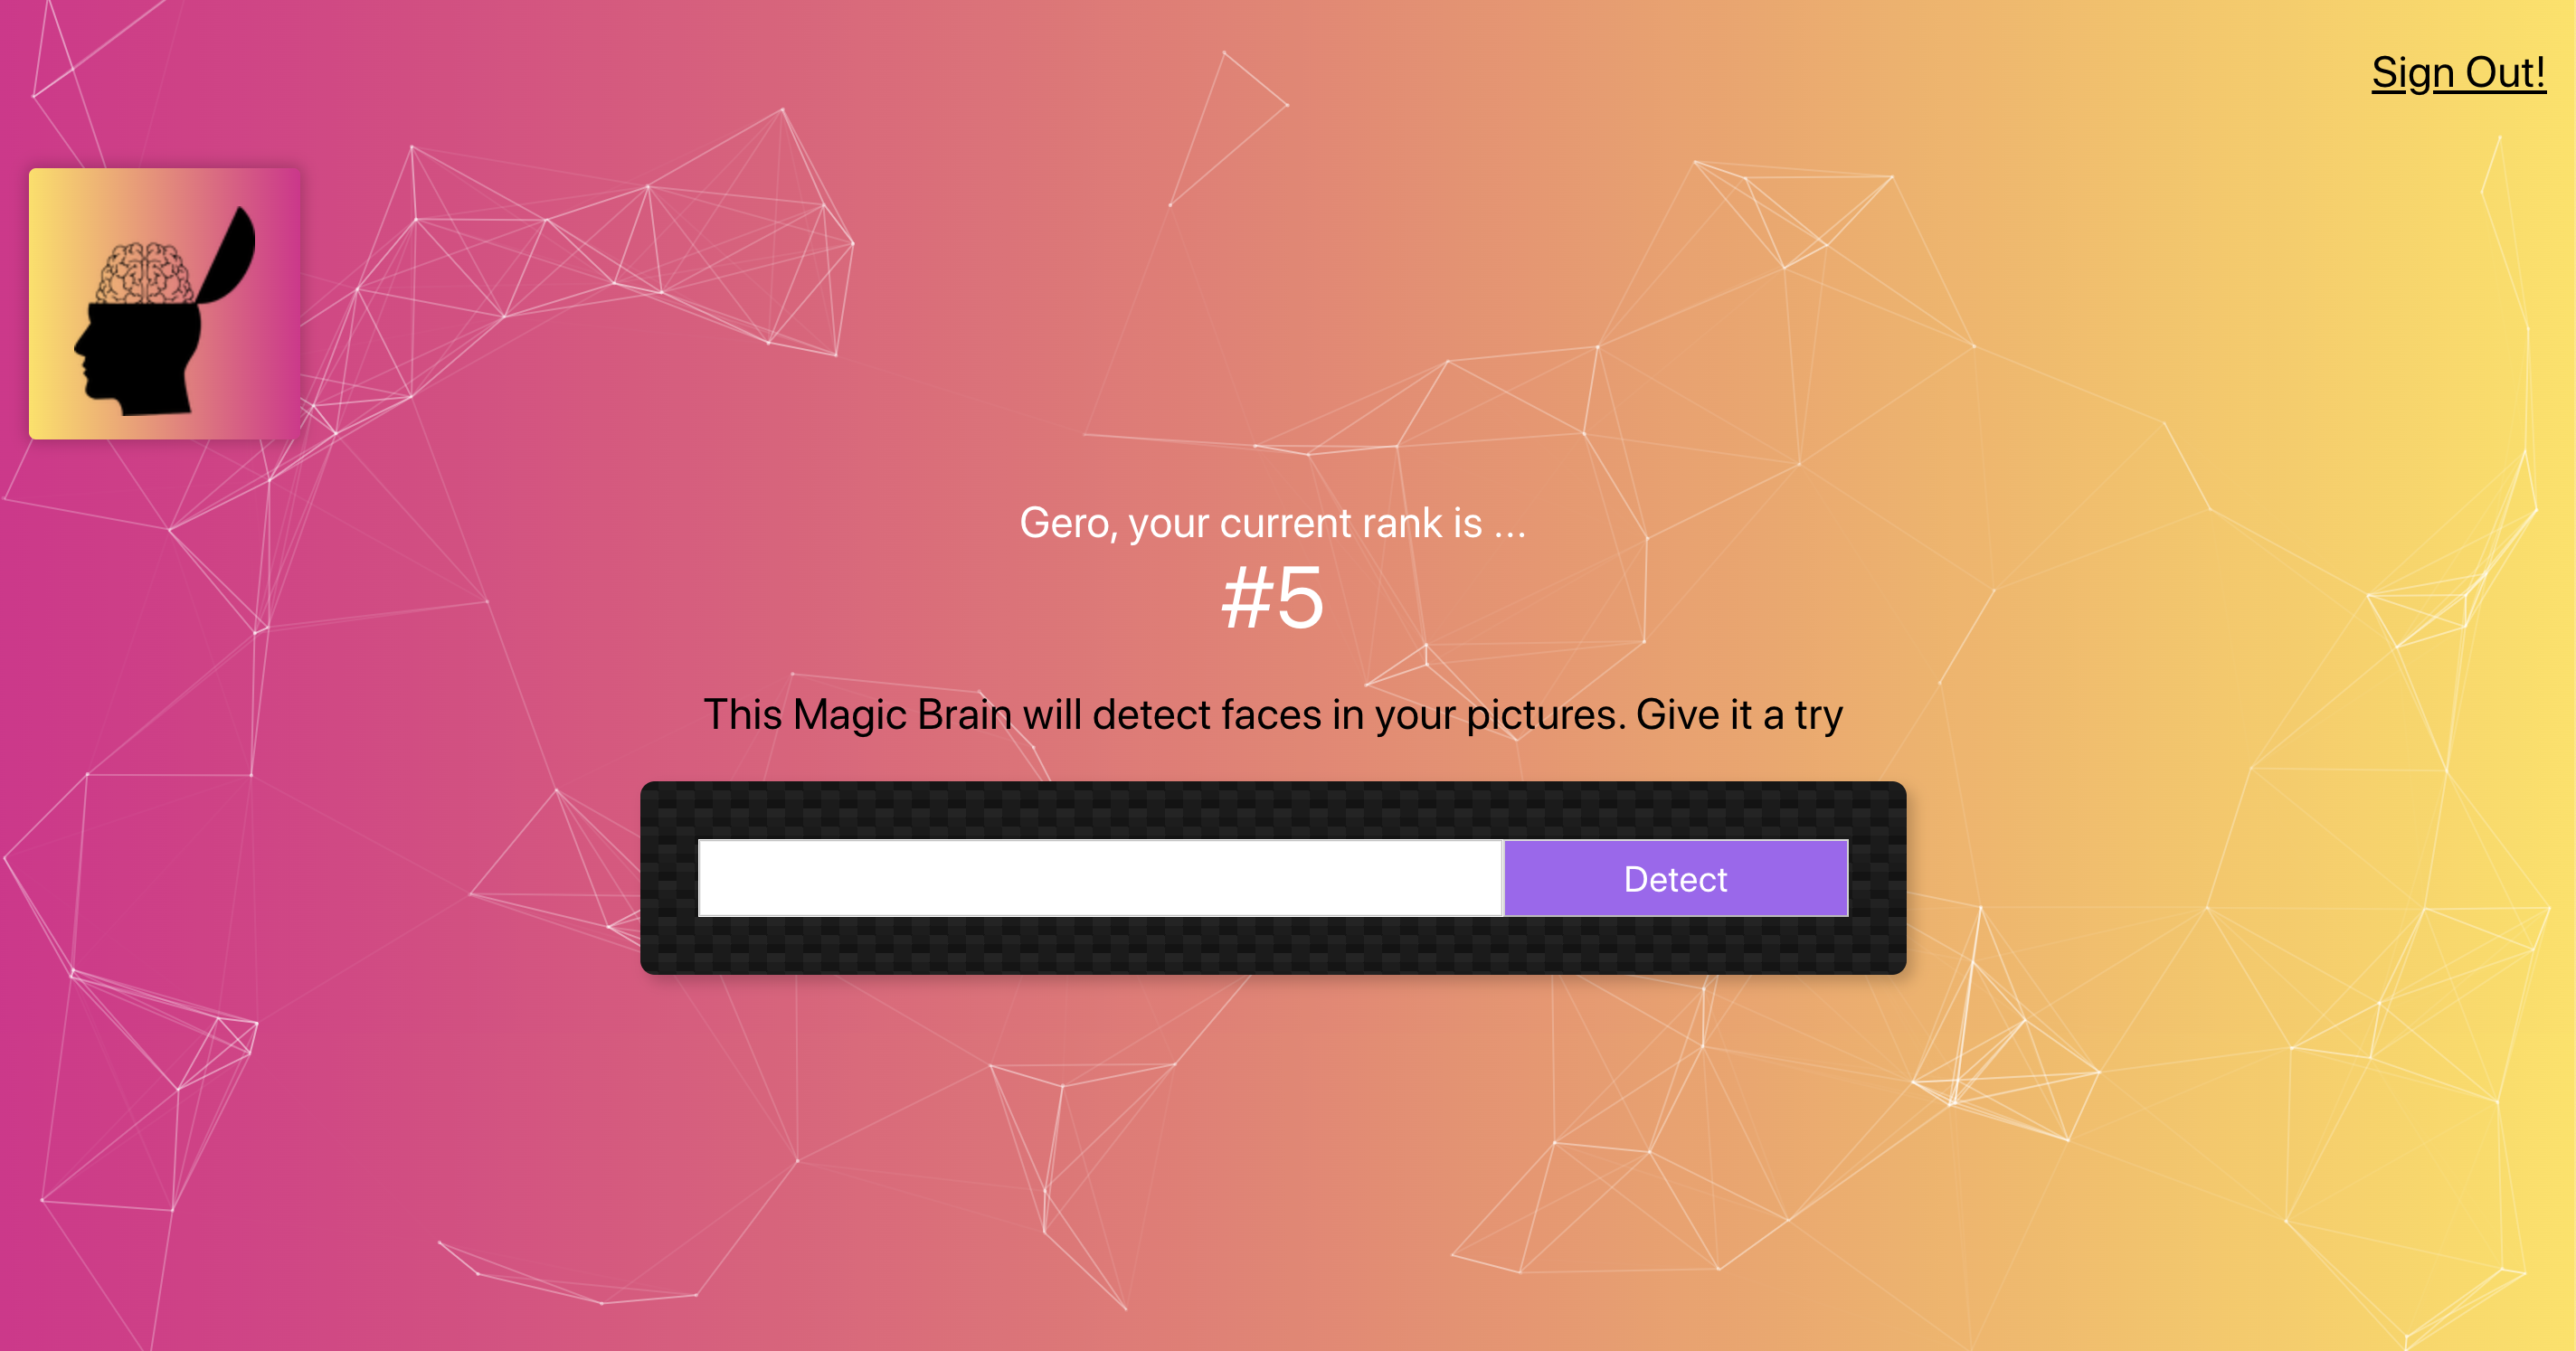 Sign Out!
Gero, your current rank is ...
#5
This Magic Brain will detect faces in your pictures. Give it a try
Detect